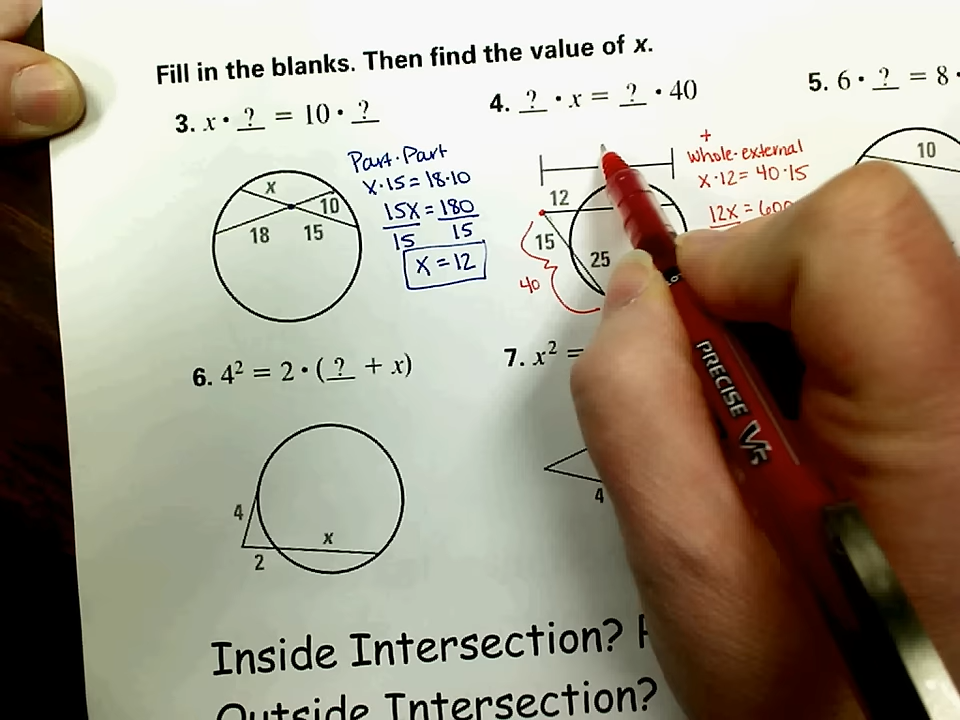 Fill in the blanks. Then find the value of x.
3. x · ? = 10 · ?
4. ? · x = ? · 40
5. 6 · ? = 8 ·
x
10
18
15
Part · Part
x · 15 = 18 · 10
15x = 180
15 15
x = 12
12
15
25
40
+
Whole · external
x · 12 = 40 · 15
12x = 600
10
6. 4² = 2 · (? + x)
7. x² =
4
2
x
4
PRECISE V5
Inside Intersection?
Outside Intersection?